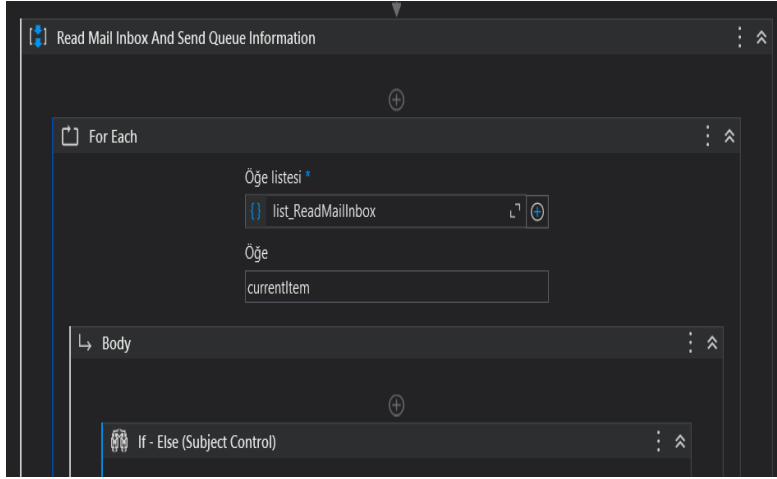 Read Mail Inbox And Send Queue Information
For Each
Öğe listesi *
{} list_ReadMailInbox
Öğe
currentItem
Body
If - Else (Subject Control)